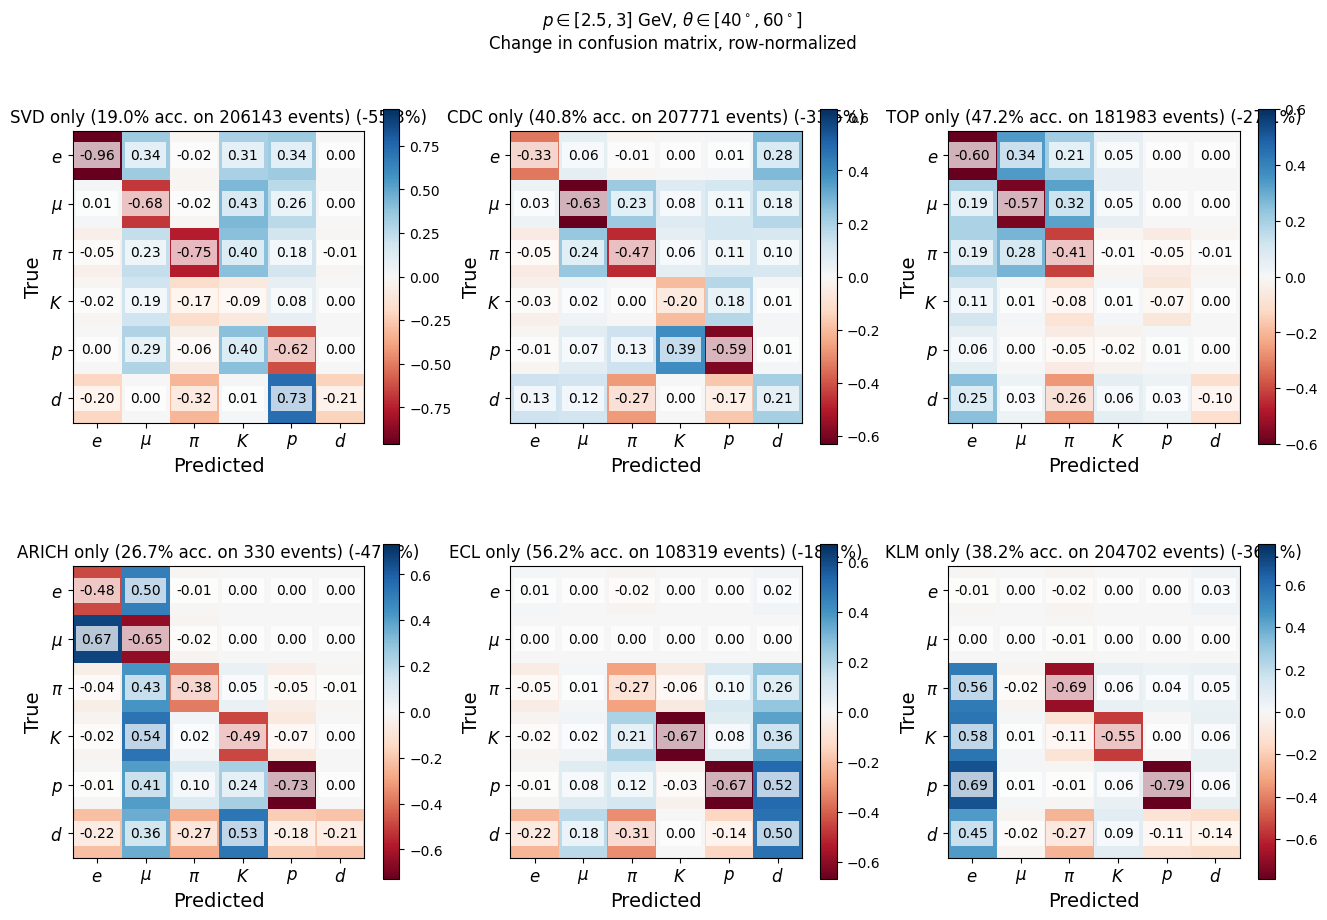 p ∈ [2.5, 3] GeV, θ ∈ [40°, 60°]
Change in confusion matrix, row-normalized
SVD only (19.0% acc. on 206143 events)
True
e -0.96 0.34 -0.02 0.31 0.34 0.00
μ 0.01 -0.68 -0.02 0.43 0.26 0.00
π -0.05 0.23 -0.75 0.40 0.18 -0.01
K -0.02 0.19 -0.17 -0.09 0.08 0.00
p 0.00 0.29 -0.06 0.40 -0.62 0.00
d -0.20 0.00 -0.32 0.01 0.73 -0.21
e μ π K p d
Predicted
0.75
0.50
0.25
0.00
−0.25
−0.50
−0.75
CDC only (40.8% acc. on 207771 events)
True
e -0.33 0.06 -0.01 0.00 0.01 0.28
μ 0.03 -0.63 0.23 0.08 0.11 0.18
π -0.05 0.24 -0.47 0.06 0.11 0.10
K -0.03 0.02 0.00 -0.20 0.18 0.01
p -0.01 0.07 0.13 0.39 -0.59 0.01
d 0.13 0.12 -0.27 0.00 -0.17 0.21
e μ π K p d
Predicted
0.4
0.2
0.0
−0.2
−0.4
−0.6
TOP only (47.2% acc. on 181983 events)
True
e -0.60 0.34 0.21 0.05 0.00 0.00
μ 0.19 -0.57 0.32 0.05 0.00 0.00
π 0.19 0.28 -0.41 -0.01 -0.05 -0.01
K 0.11 0.01 -0.08 0.01 -0.07 0.00
p 0.06 0.00 -0.05 -0.02 0.01 0.00
d 0.25 0.03 -0.26 0.06 0.03 -0.10
e μ π K p d
Predicted
0.6
0.4
0.2
0.0
−0.2
−0.4
−0.6
ARICH only (26.7% acc. on 330 events)
True
e -0.48 0.50 -0.01 0.00 0.00 0.00
μ 0.67 -0.65 -0.02 0.00 0.00 0.00
π -0.04 0.43 -0.38 0.05 -0.05 -0.01
K -0.02 0.54 0.02 -0.49 -0.07 0.00
p -0.01 0.41 0.10 0.24 -0.73 0.00
d -0.22 0.36 -0.27 0.53 -0.18 -0.21
e μ π K p d
Predicted
0.6
0.4
0.2
0.0
−0.2
−0.4
−0.6
ECL only (56.2% acc. on 108319 events)
True
e 0.01 0.00 -0.02 0.00 0.00 0.02
μ 0.00 0.00 0.00 0.00 0.00 0.00
π -0.05 0.01 -0.27 -0.06 0.10 0.26
K -0.02 0.02 0.21 -0.67 0.08 0.36
p -0.01 0.08 0.12 -0.03 -0.67 0.52
d -0.22 0.18 -0.31 0.00 -0.14 0.50
e μ π K p d
Predicted
0.6
0.4
0.2
0.0
−0.2
−0.4
−0.6
KLM only (38.2% acc. on 204702 events)
True
e -0.01 0.00 -0.02 0.00 0.00 0.03
μ 0.00 0.00 -0.01 0.00 0.00 0.00
π 0.56 -0.02 -0.69 0.06 0.04 0.05
K 0.58 0.01 -0.11 -0.55 0.00 0.06
p 0.69 0.01 -0.01 0.06 -0.79 0.06
d 0.45 -0.02 -0.27 0.09 -0.11 -0.14
e μ π K p d
Predicted
0.6
0.4
0.2
0.0
−0.2
−0.4
−0.6